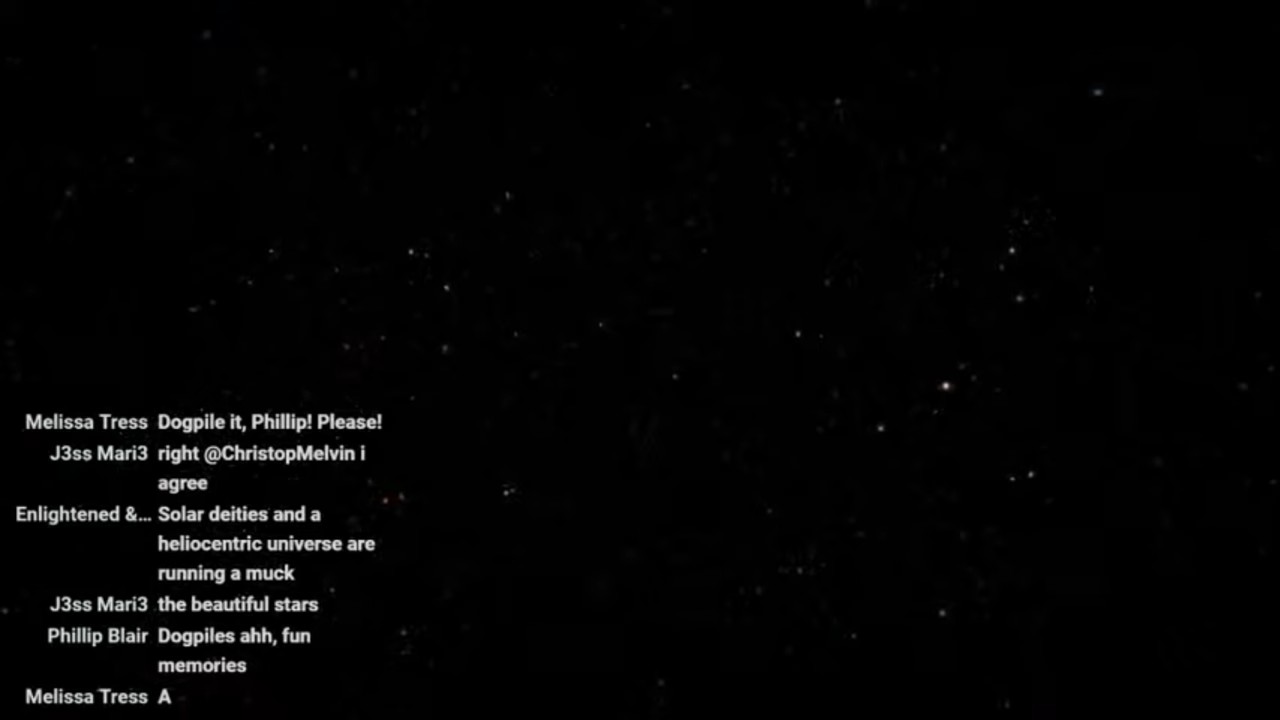 Melissa Tress Dogpile it, Phillip! Please!
J3ss Mari3 right @ChristopMelvin i
agree
Enlightened &... Solar deities and a
heliocentric universe are
running a muck
J3ss Mari3 the beautiful stars
Phillip Blair Dogpiles ahh, fun
memories
Melissa Tress A